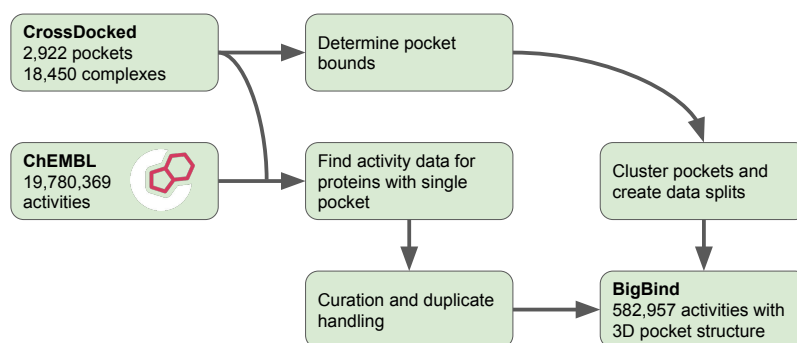 CrossDocked
2,922 pockets
18,450 complexes
Determine pocket
bounds
ChEMBL
19,780,369
activities
Find activity data for
proteins with single
pocket
Cluster pockets and
create data splits
Curation and duplicate
handling
BigBind
582,957 activities with
3D pocket structure